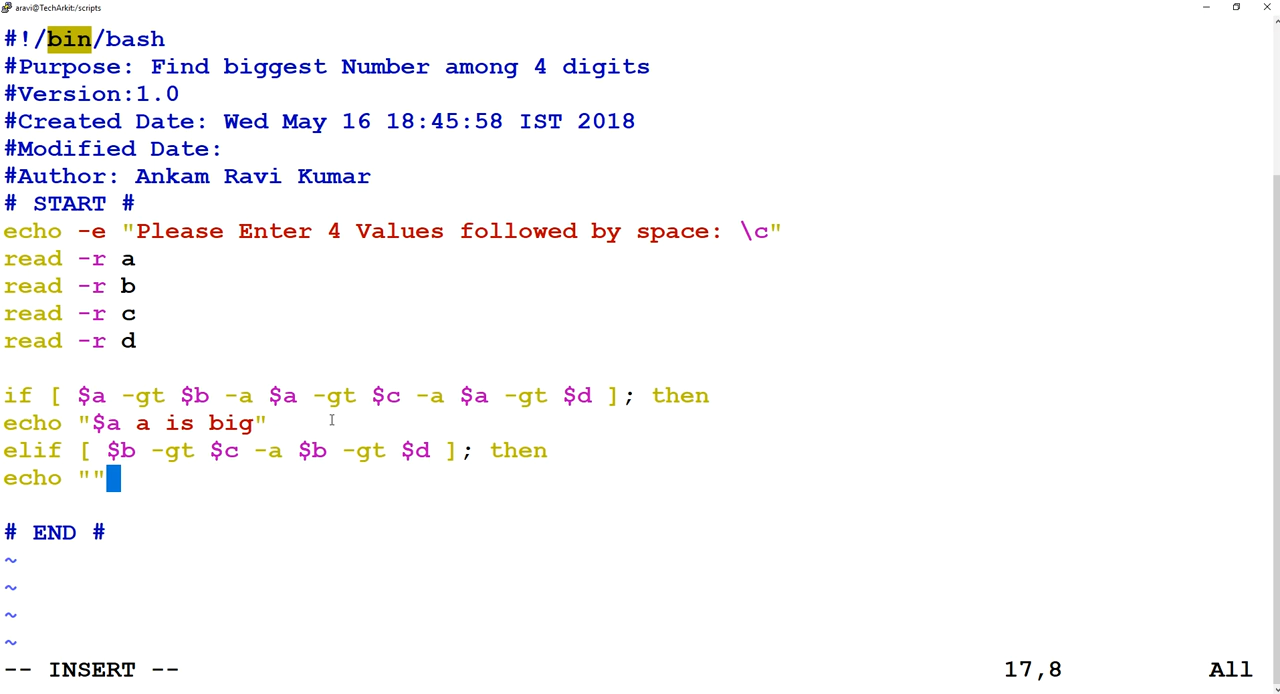 aravi@TechArkit:/scripts
#!/bin/bash
#Purpose: Find biggest Number among 4 digits
#Version:1.0
#Created Date: Wed May 16 18:45:58 IST 2018
#Modified Date:
#Author: Ankam Ravi Kumar
# START #
echo -e "Please Enter 4 Values followed by space: \c"
read -r a
read -r b
read -r c
read -r d
if [ $a -gt $b -a $a -gt $c -a $a -gt $d ]; then
echo "$a a is big"
elif [ $b -gt $c -a $b -gt $d ]; then
echo ""
# END #
~
~
~
~
-- INSERT -- 17,8 All